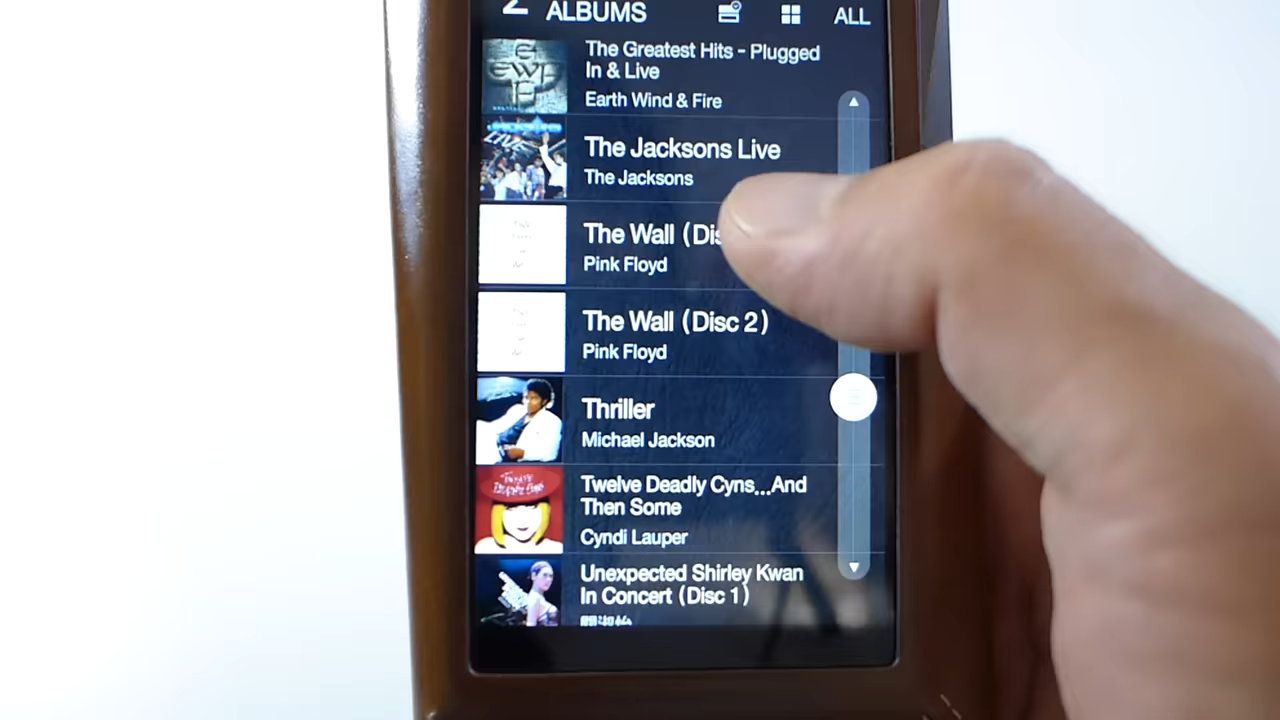 ALBUMS ALL
The Greatest Hits - Plugged
In & Live
Earth Wind & Fire
The Jacksons Live
The Jacksons
The Wall (Dis
Pink Floyd
The Wall (Disc 2)
Pink Floyd
Thriller
Michael Jackson
Twelve Deadly Cyns...And
Then Some
Cyndi Lauper
Unexpected Shirley Kwan
In Concert (Disc 1)